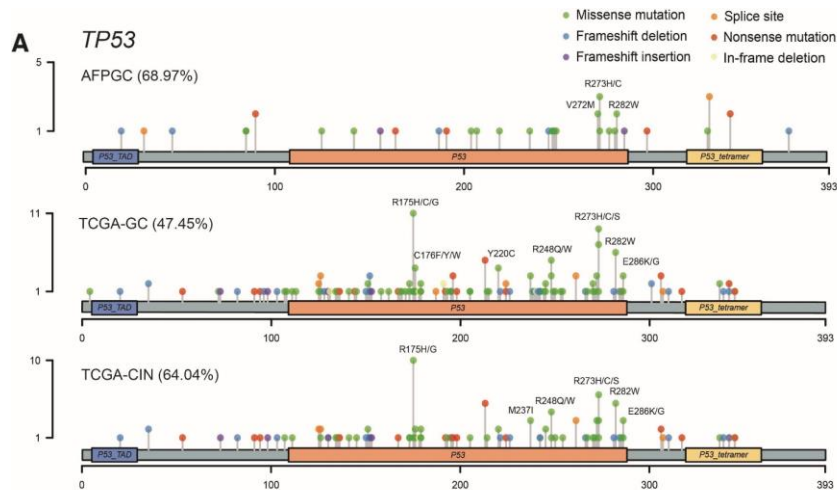 A
TP53
Missense mutation
Frameshift deletion
Frameshift insertion
Splice site
Nonsense mutation
In-frame deletion
AFPGC (68.97%)
5
1
R273H/C
V272M
R282W
P53_TAD
P53
P53_tetramer
0
100
200
300
393
TCGA-GC (47.45%)
11
1
R175H/C/G
C176F/Y/W
Y220C
R248Q/W
R273H/C/S
R282W
E286K/G
P53_TAD
P53
P53_tetramer
0
100
200
300
393
TCGA-CIN (64.04%)
10
1
R175H/G
M237I
R248Q/W
R273H/C/S
R282W
E286K/G
P53_TAD
P53
P53_tetramer
0
100
200
300
393